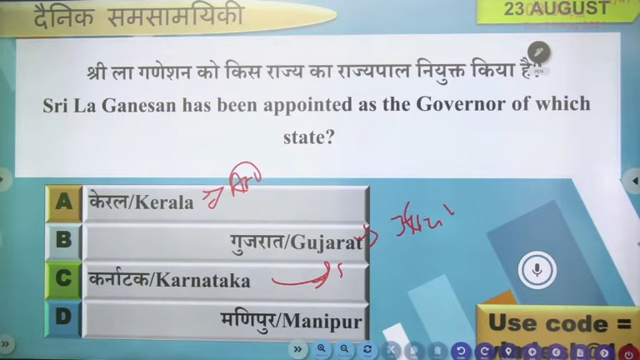 दैनिक समसामयिकी
23 AUGUST
श्री ला गणेशन को किस राज्य का राज्यपाल नियुक्त किया है?
Sri La Ganesan has been appointed as the Governor of which
state?
A केरल/Kerala
B गुजरात/Gujarat
C कर्नाटक/Karnataka
D मणिपुर/Manipur
Use code =